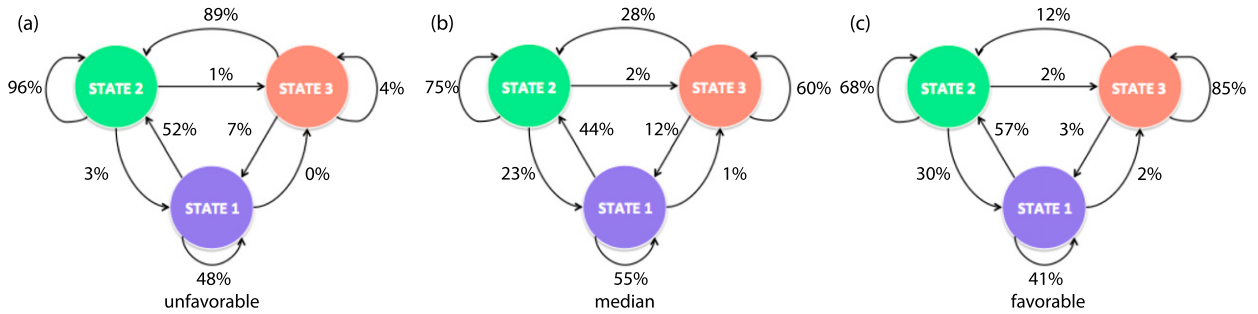 (a)
89%
96%
STATE 2
1%
STATE 3
4%
52%
7%
3%
0%
STATE 1
48%
unfavorable
(b)
28%
75%
STATE 2
2%
STATE 3
60%
44%
12%
23%
1%
STATE 1
55%
median
(c)
12%
68%
STATE 2
2%
STATE 3
85%
57%
3%
30%
2%
STATE 1
41%
favorable